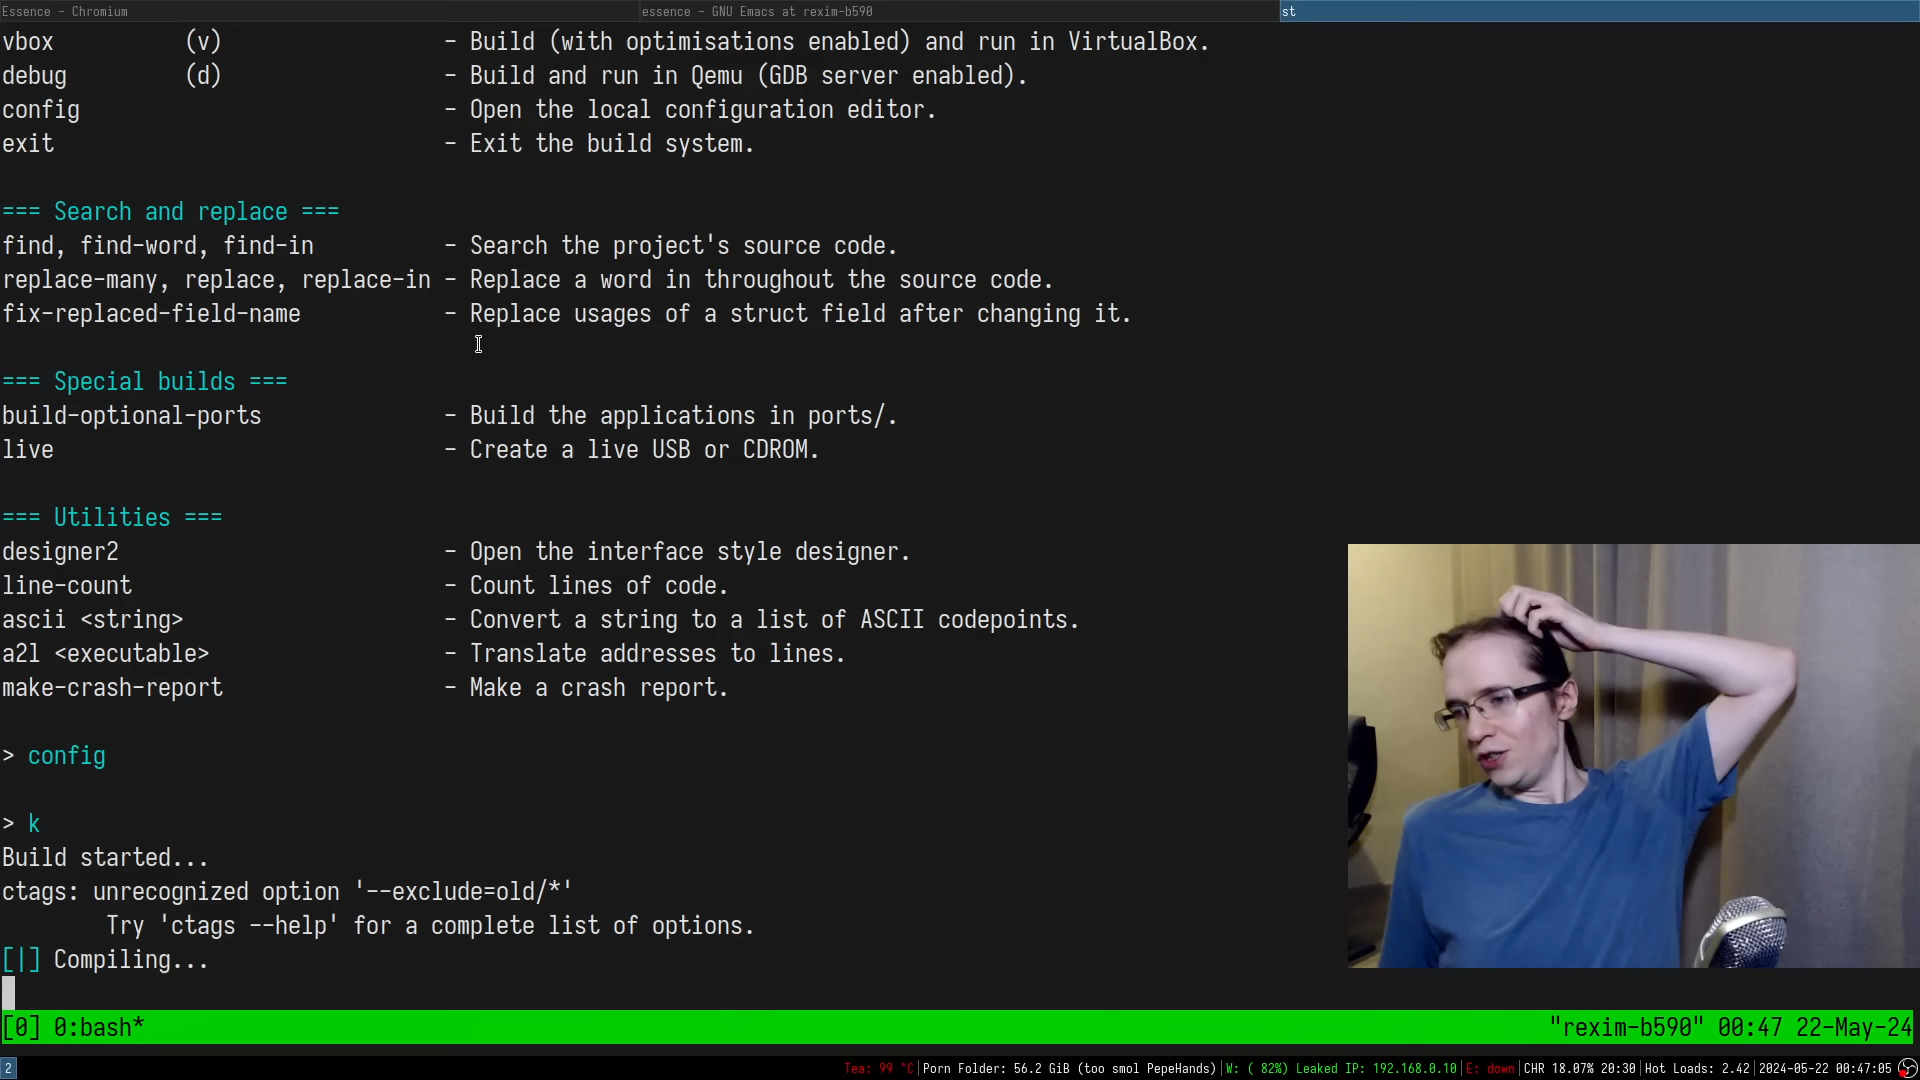 Essence - Chromium
essence - GNU Emacs at rexim-b590
st
vbox (v) - Build (with optimisations enabled) and run in VirtualBox.
debug (d) - Build and run in Qemu (GDB server enabled).
config - Open the local configuration editor.
exit - Exit the build system.
=== Search and replace ===
find, find-word, find-in - Search the project's source code.
replace-many, replace, replace-in - Replace a word in throughout the source code.
fix-replaced-field-name - Replace usages of a struct field after changing it.
=== Special builds ===
build-optional-ports - Build the applications in ports/.
live - Create a live USB or CDROM.
=== Utilities ===
designer2 - Open the interface style designer.
line-count - Count lines of code.
ascii <string> - Convert a string to a list of ASCII codepoints.
a2l <executable> - Translate addresses to lines.
make-crash-report - Make a crash report.
> config
> k
Build started...
ctags: unrecognized option '--exclude=old/*'
Try 'ctags --help' for a complete list of options.
[|] Compiling...
[0] 0:bash* "rexim-b590" 00:47 22-May-24
2 Tea: 99 °C|Porn Folder: 56.2 GiB (too smol PepeHands)|W: ( 82%) Leaked IP: 192.168.0.10|E: down|CHR 18.07% 20:30|Hot Loads: 2.42|2024-05-22 00:47:05